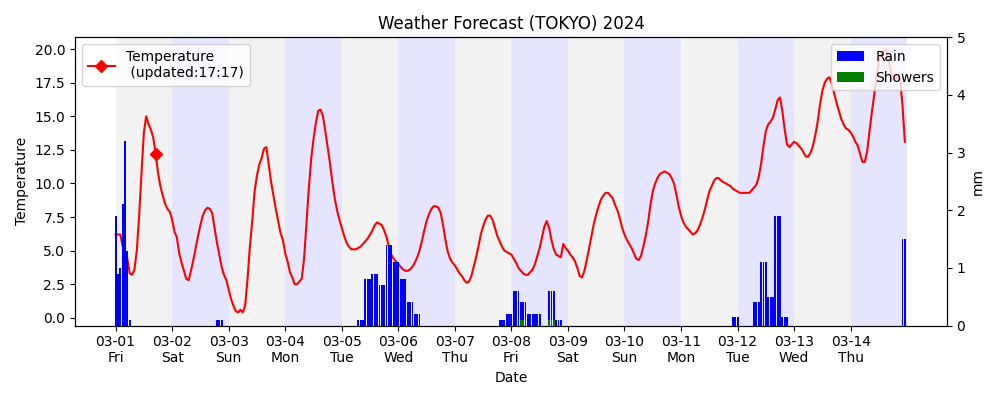 Weather Forecast (TOKYO) 2024
Temperature
(updated:17:17)
Rain
Showers
Temperature
20.0
17.5
15.0
12.5
10.0
7.5
5.0
2.5
0.0
5
4
3
2
1
0
mm
03-01 03-02 03-03 03-04 03-05 03-06 03-07 03-08 03-09 03-10 03-11 03-12 03-13 03-14
Fri Sat Sun Mon Tue Wed Thu Fri Sat Sun Mon Tue Wed Thu
Date